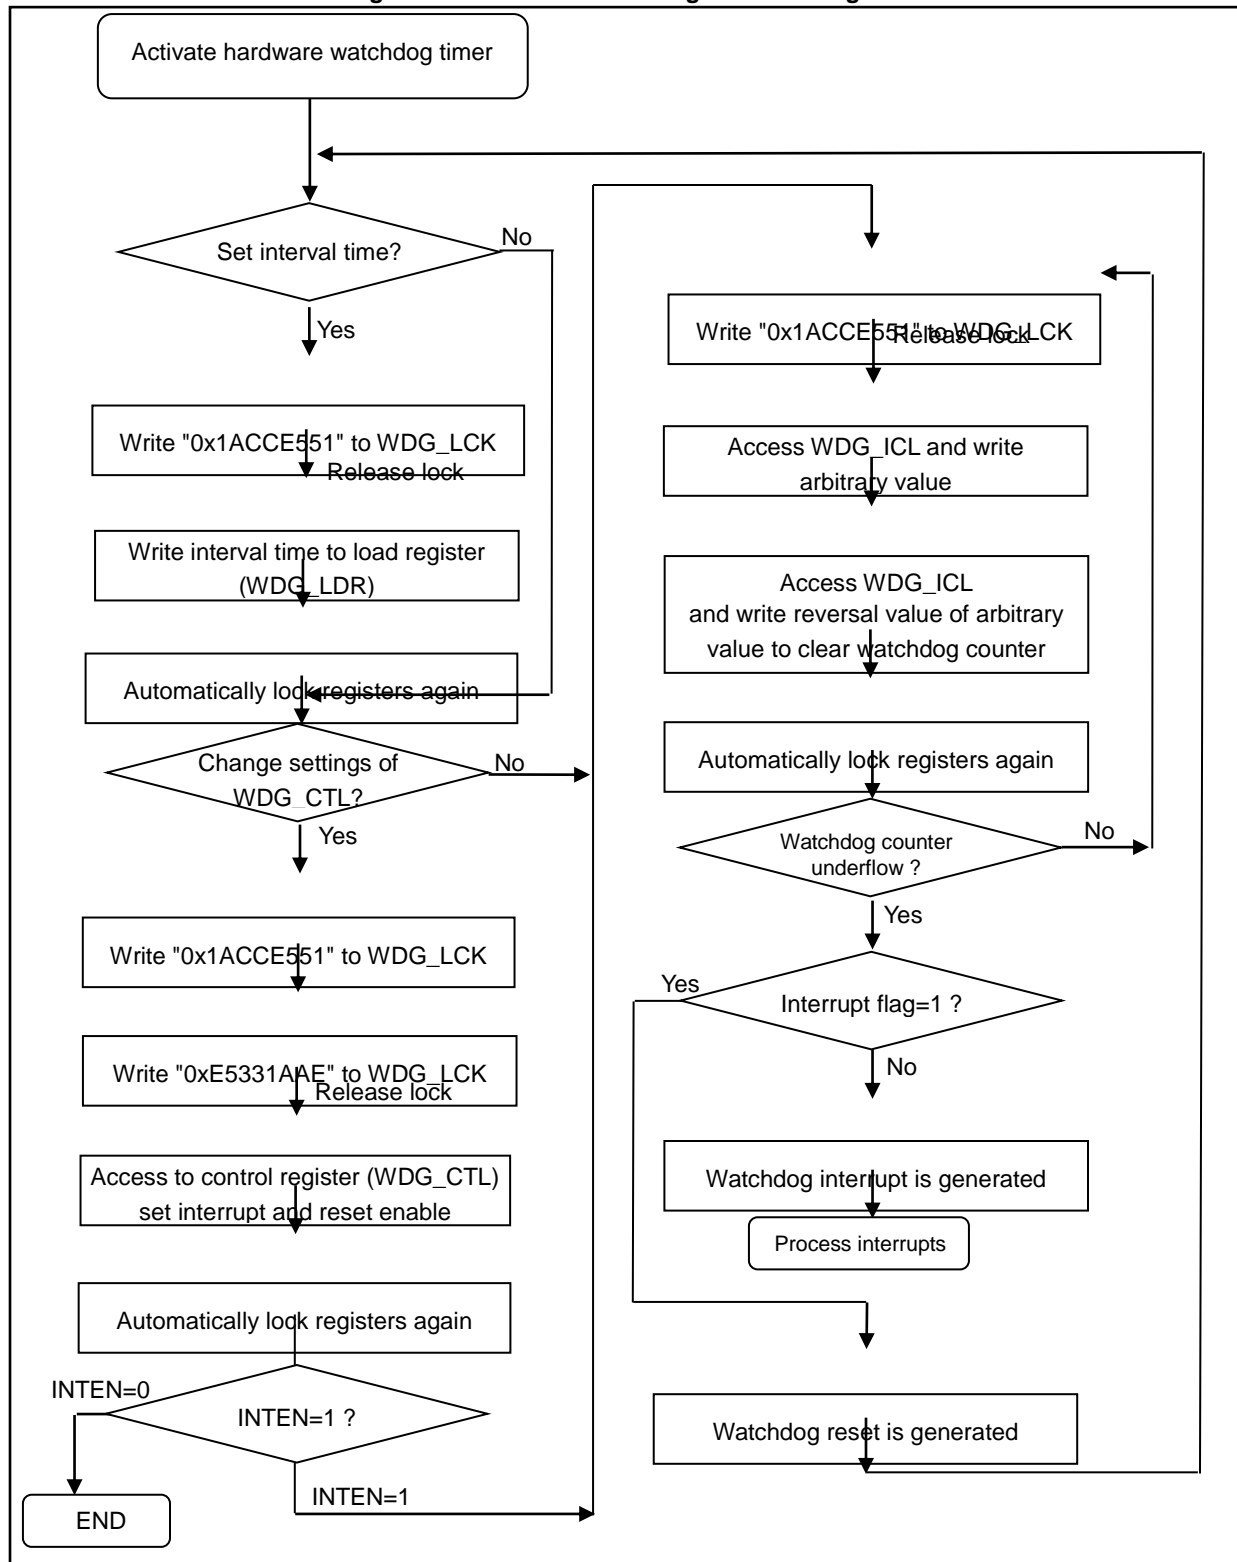 Activate hardware watchdog timer
Set interval time?
No
Yes
Write "0x1ACCE551" to WDG_LCK
Release lock
Write interval time to load register
(WDG_LDR)
Automatically lock registers again
Change settings of
WDG_CTL?
No
Yes
Write "0x1ACCE551" to WDG_LCK
Write "0xE5331AAE" to WDG_LCK
Release lock
Access to control register (WDG_CTL)
set interrupt and reset enable
Automatically lock registers again
INTEN=0
INTEN=1 ?
INTEN=1
END
Write "0x1ACCE551" to WDG_LCK
Release lock
Access WDG_ICL and write
arbitrary value
Access WDG_ICL
and write reversal value of arbitrary
value to clear watchdog counter
Automatically lock registers again
Watchdog counter
underflow ?
No
Yes
Yes
Interrupt flag=1 ?
No
Watchdog interrupt is generated
Process interrupts
Watchdog reset is generated